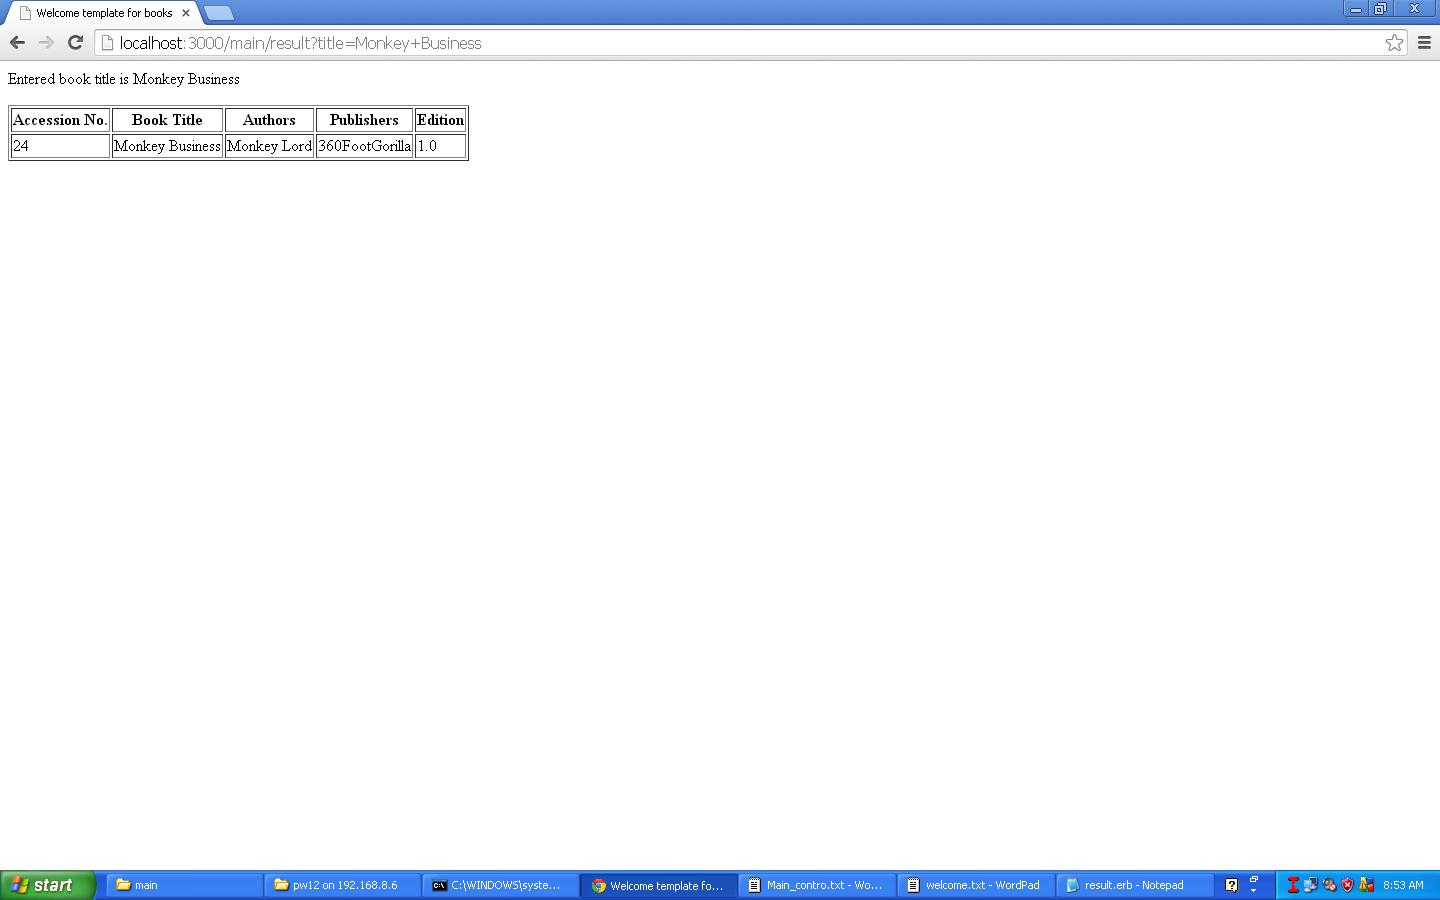 Welcome template for books
localhost:3000/main/result?title=Monkey+Business
Entered book title is Monkey Business
Accession No. Book Title Authors Publishers Edition
24 Monkey Business Monkey Lord 360FootGorilla 1.0
start main pw12 on 192.168.8.6 C:\WINDOWS\syste... Welcome template fo... Main_contro.txt - Wo... welcome.txt - WordPad result.erb - Notepad 8:53 AM